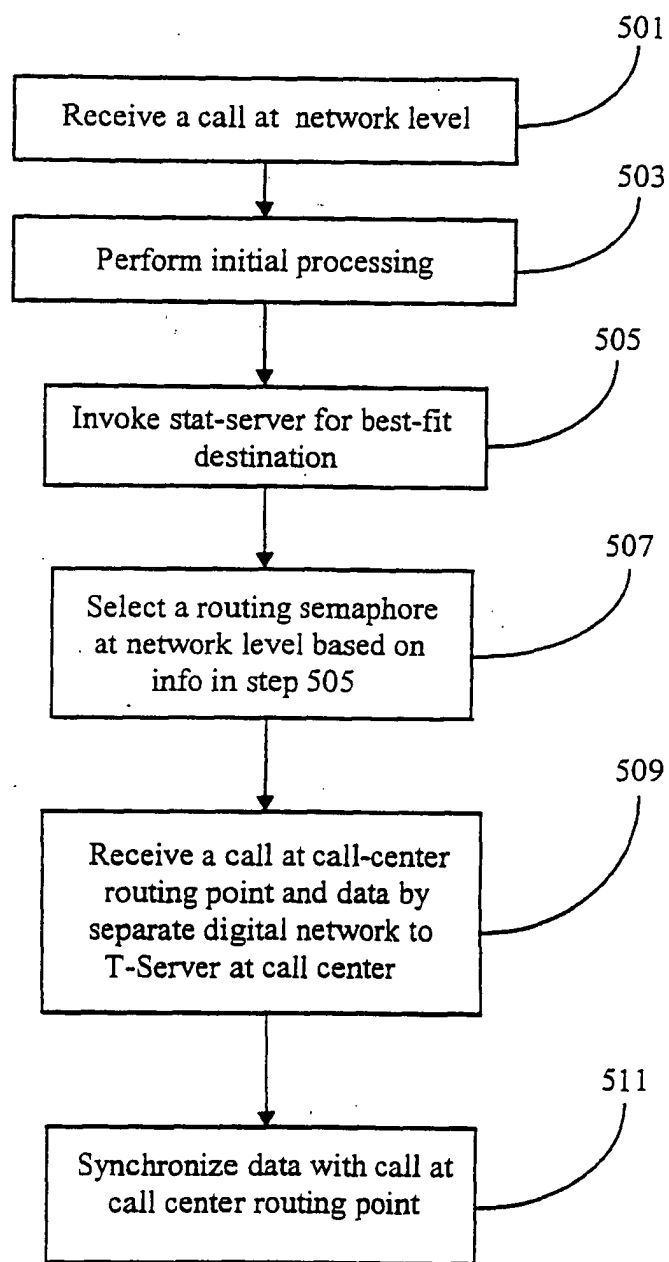 501
Receive a call at network level
503
Perform initial processing
505
Invoke stat-server for best-fit
destination
507
Select a routing semaphore
at network level based on
info in step 505
509
Receive a call at call-center
routing point and data by
separate digital network to
T-Server at call center
511
Synchronize data with call at
call center routing point